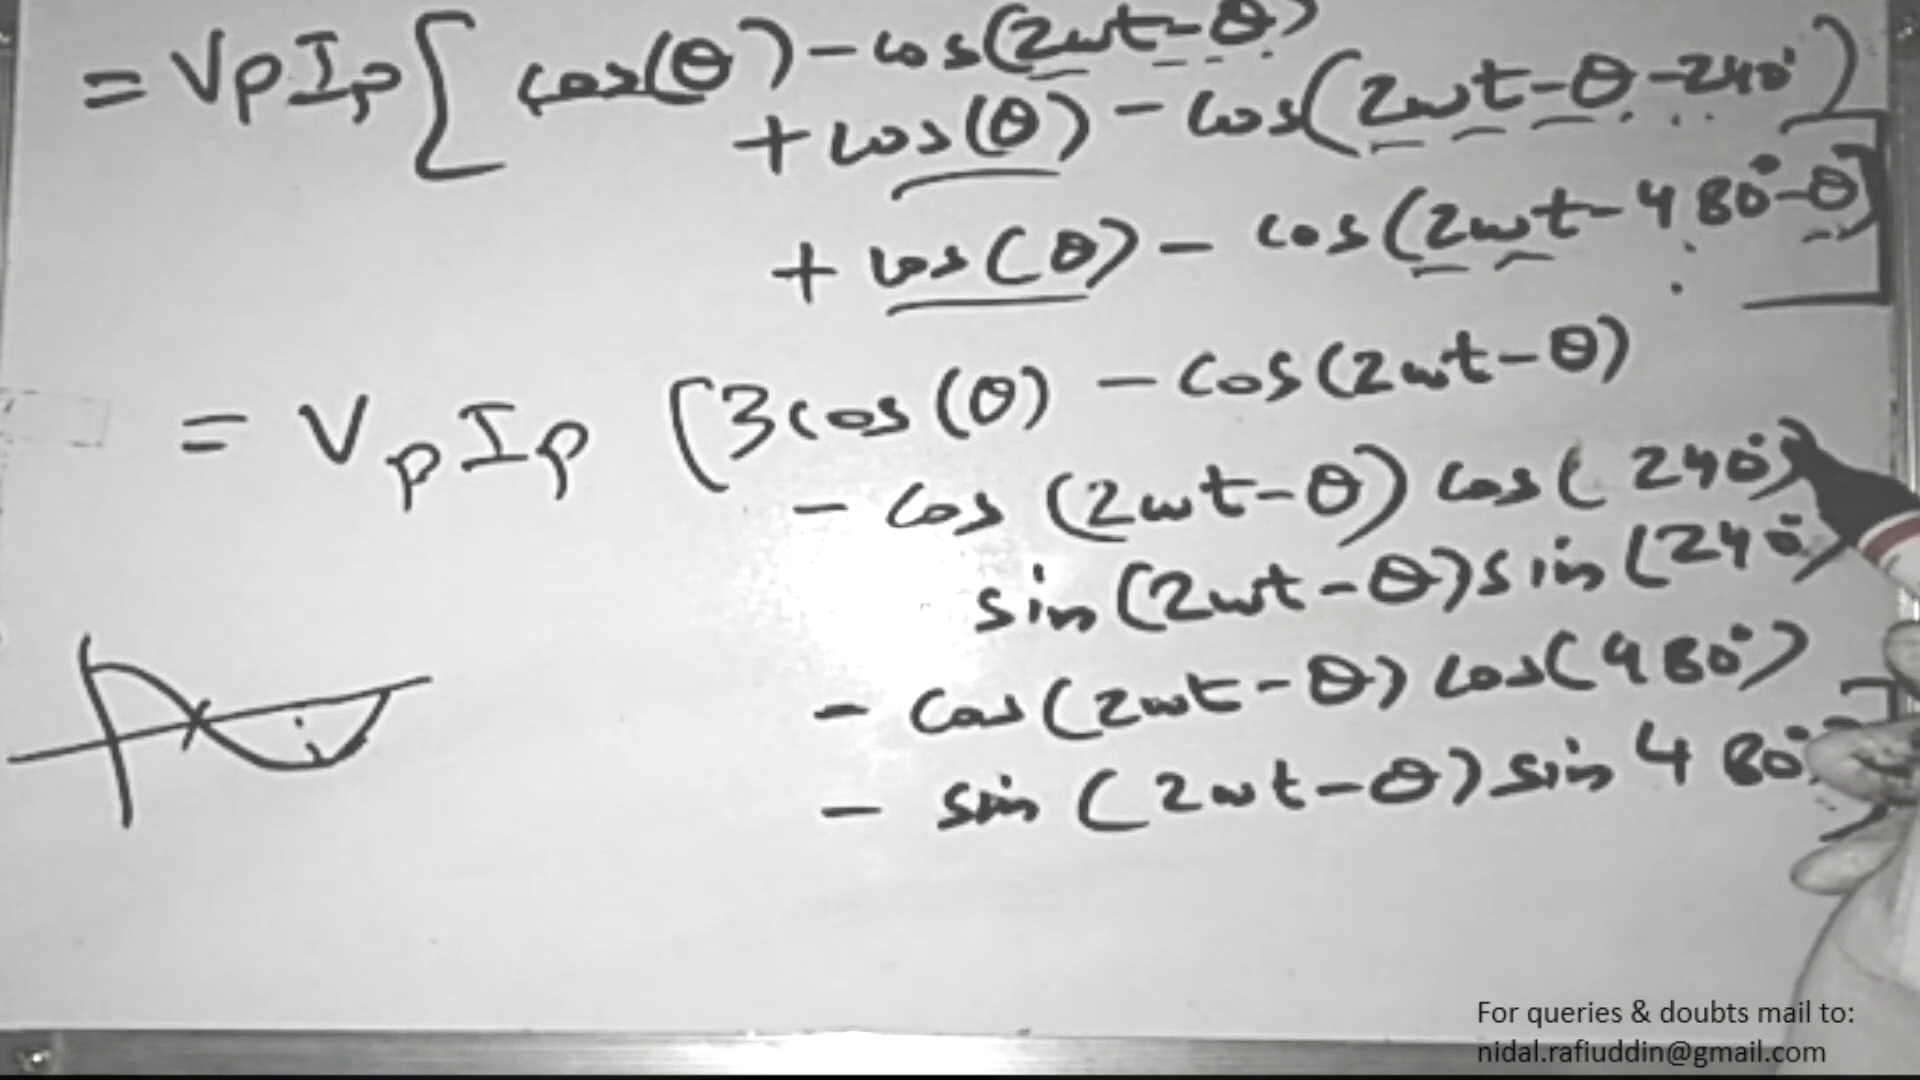 = VpIp [ cos(θ) - cos(2ωt-θ)
+ cos(θ) - cos(2ωt-θ-240°)
+ cos(θ) - cos(2ωt-480°-θ) ]
= VpIp [3cos(θ) - cos(2ωt-θ)
- cos(2ωt-θ) cos(240°)
sin(2ωt-θ) sin(240°)
- cos(2ωt-θ) cos(480°)
- sin(2ωt-θ) sin 480° ]
For queries & doubts mail to:
nidal.rafiuddin@gmail.com